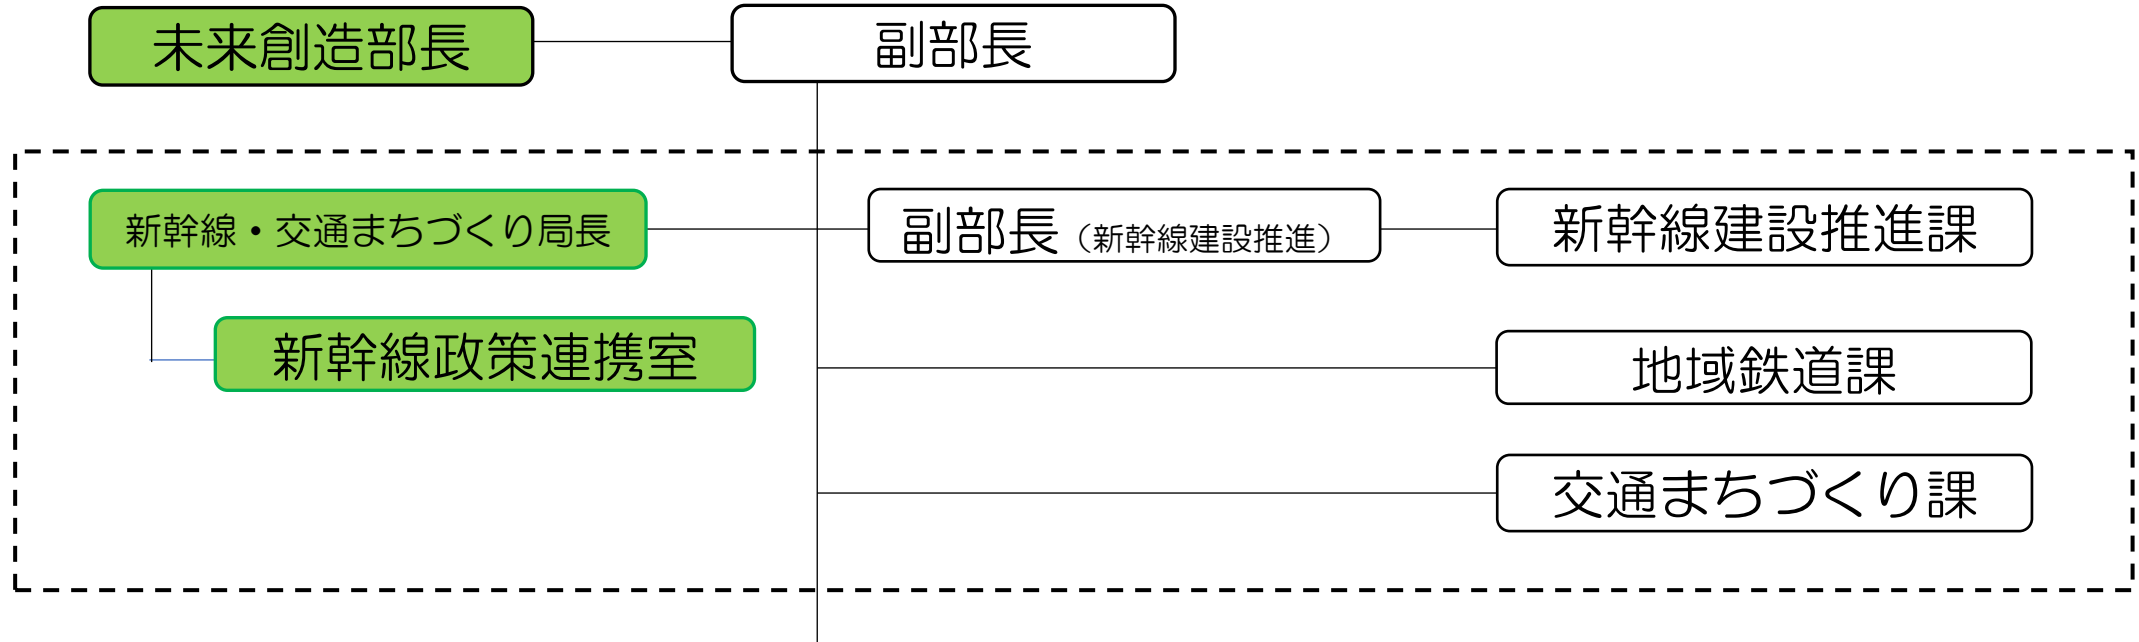 未来創造部長
副部長
新幹線・交通まちづくり局長
副部長（新幹線建設推進）
新幹線建設推進課
新幹線政策連携室
地域鉄道課
交通まちづくり課